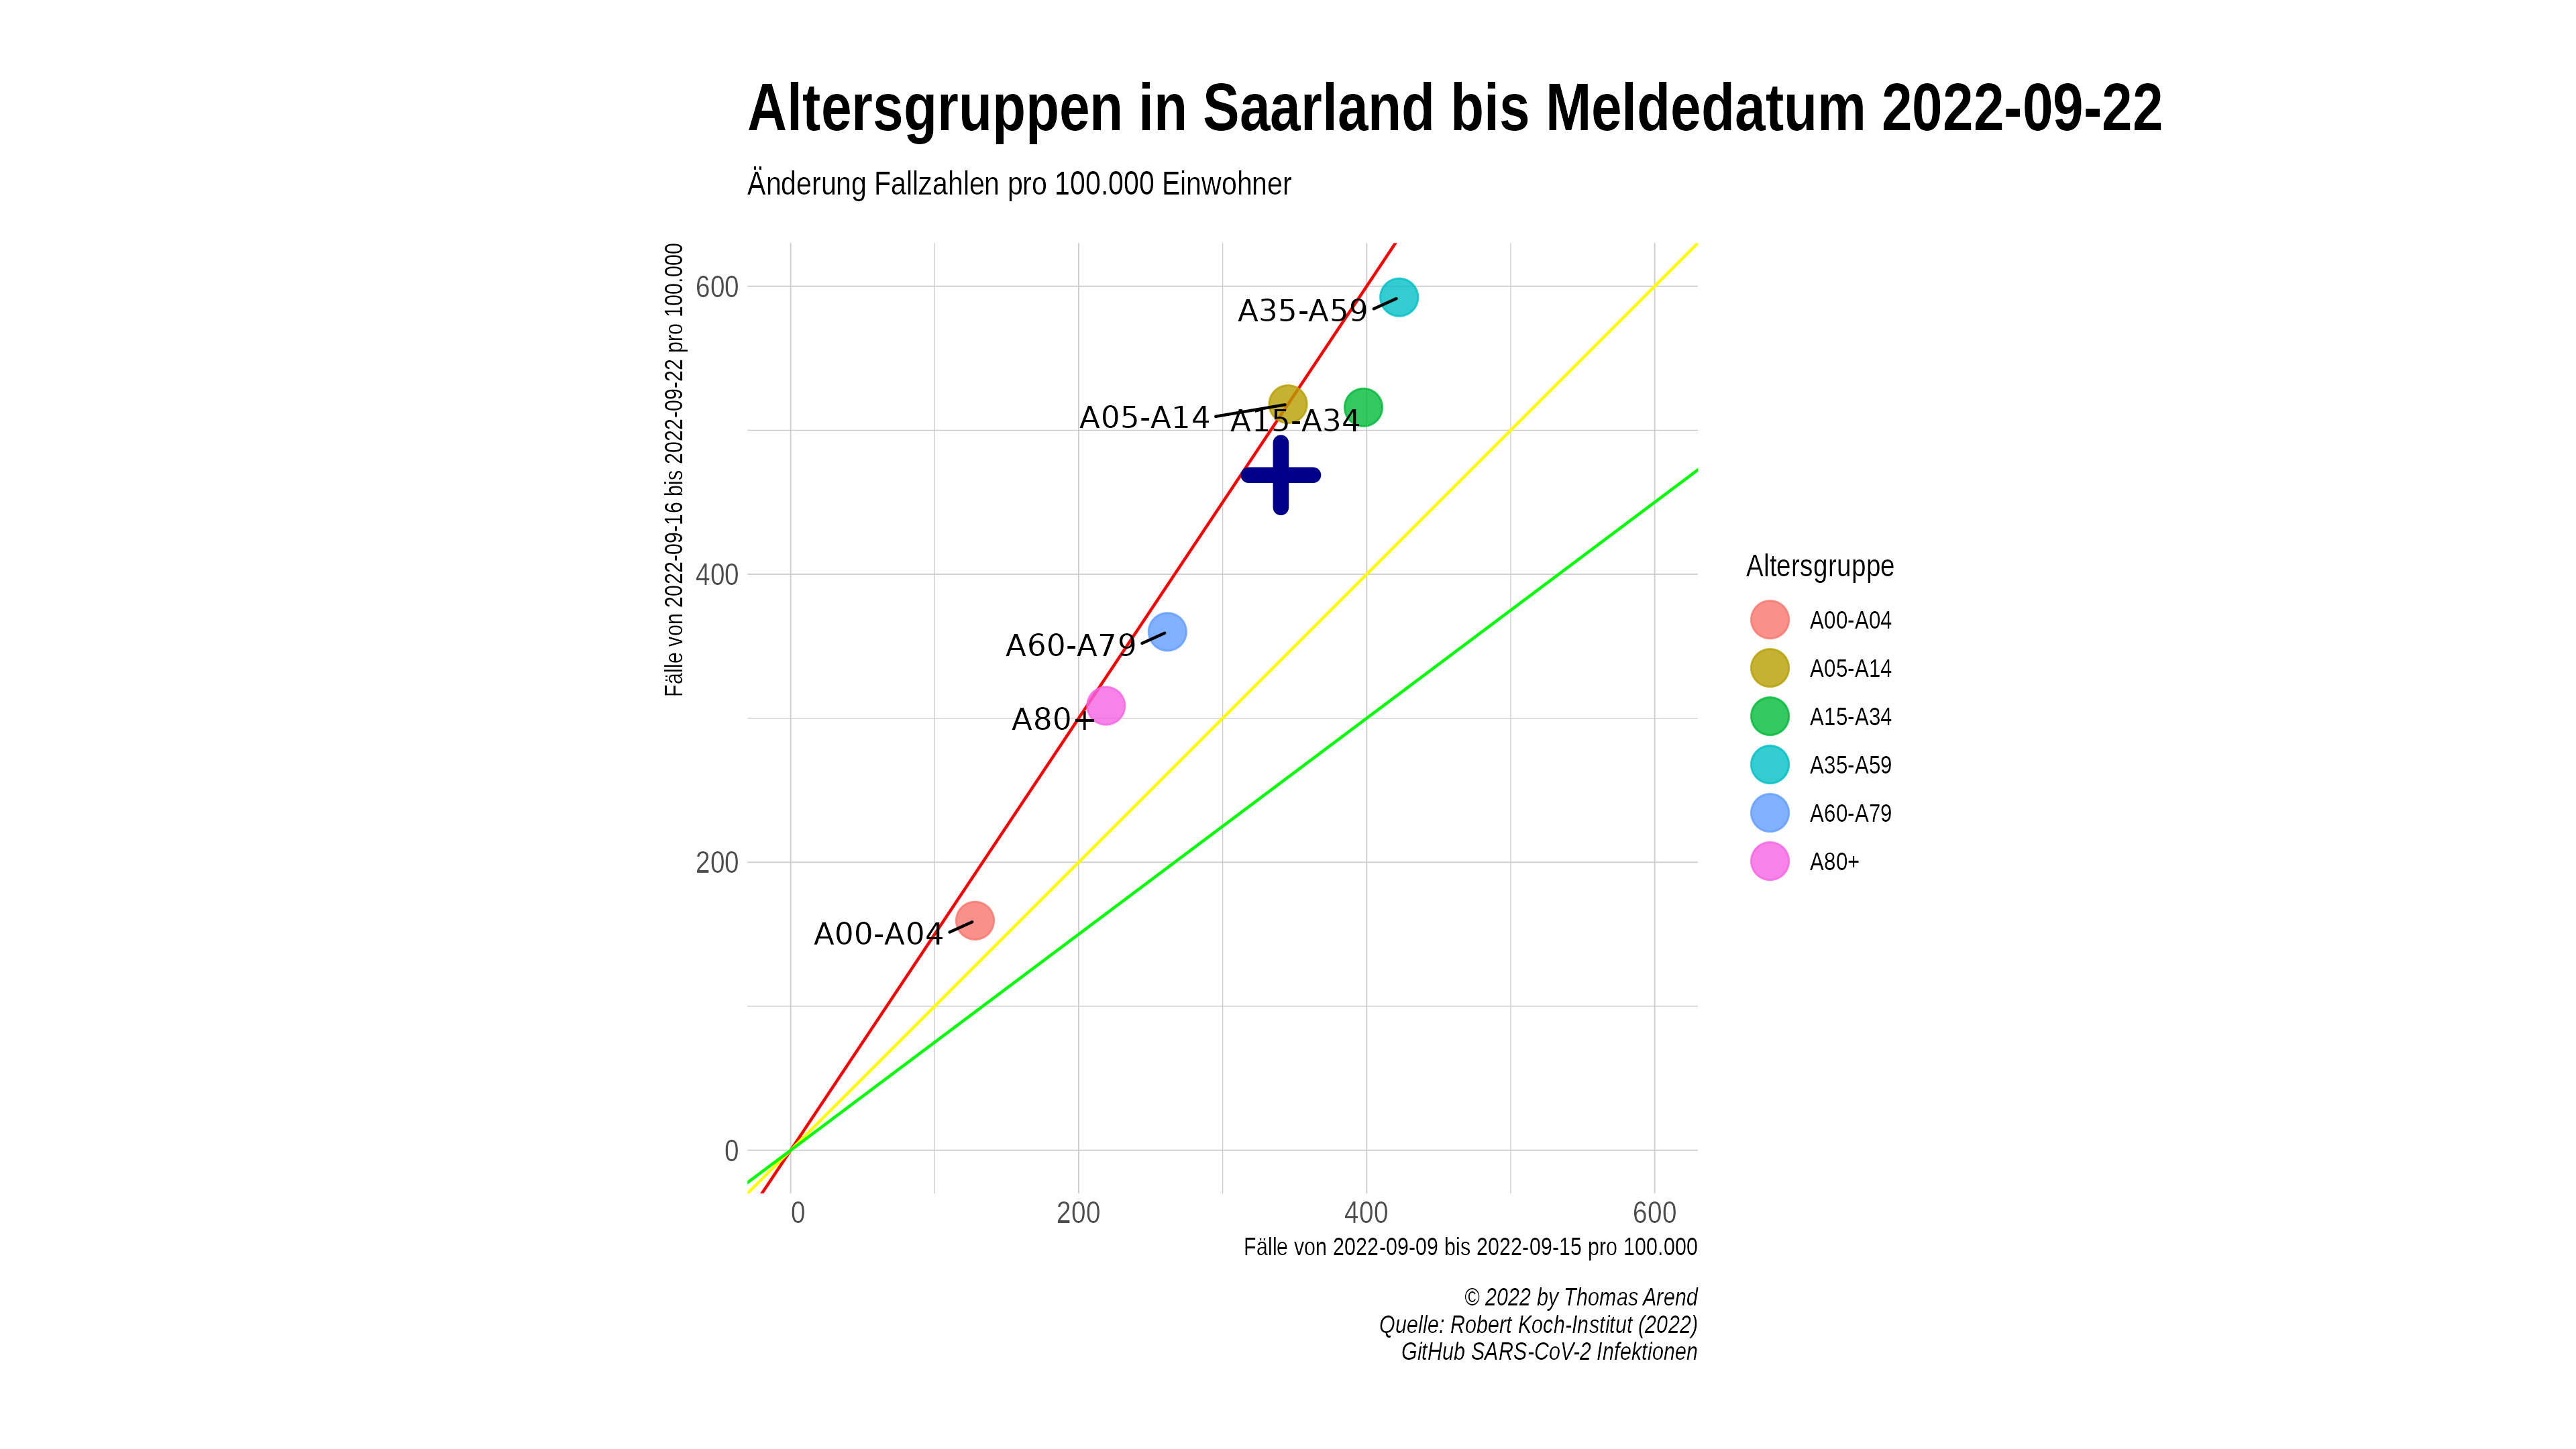 Altersgruppen in Saarland bis Meldedatum 2022-09-22
Änderung Fallzahlen pro 100.000 Einwohner
Fälle von 2022-09-16 bis 2022-09-22 pro 100.000
600
400
200
0
A35-A59
A05-A14
A15-A34
A60-A79
A80+
A00-A04
0
200
400
600
Fälle von 2022-09-09 bis 2022-09-15 pro 100.000
Altersgruppe
A00-A04
A05-A14
A15-A34
A35-A59
A60-A79
A80+
© 2022 by Thomas Arend
Quelle: Robert Koch-Institut (2022)
GitHub SARS-CoV-2 Infektionen